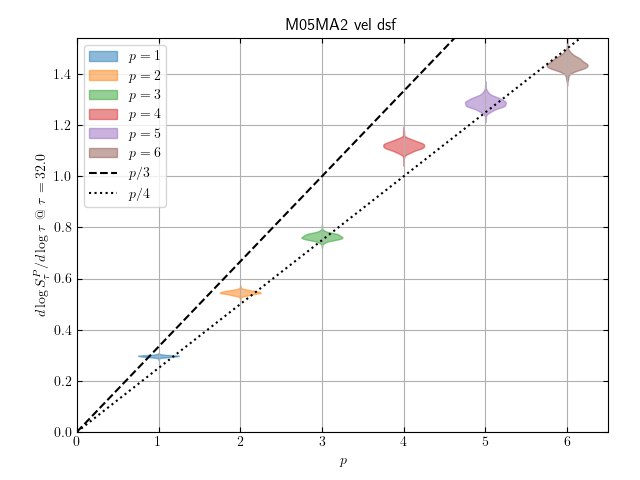 M05MA2 vel dsf
d log S_τ^P / d log τ @ τ = 32.0
p = 1
p = 2
p = 3
p = 4
p = 5
p = 6
p/3
p/4
1.4
1.2
1.0
0.8
0.6
0.4
0.2
0.0
0 1 2 3 4 5 6
p